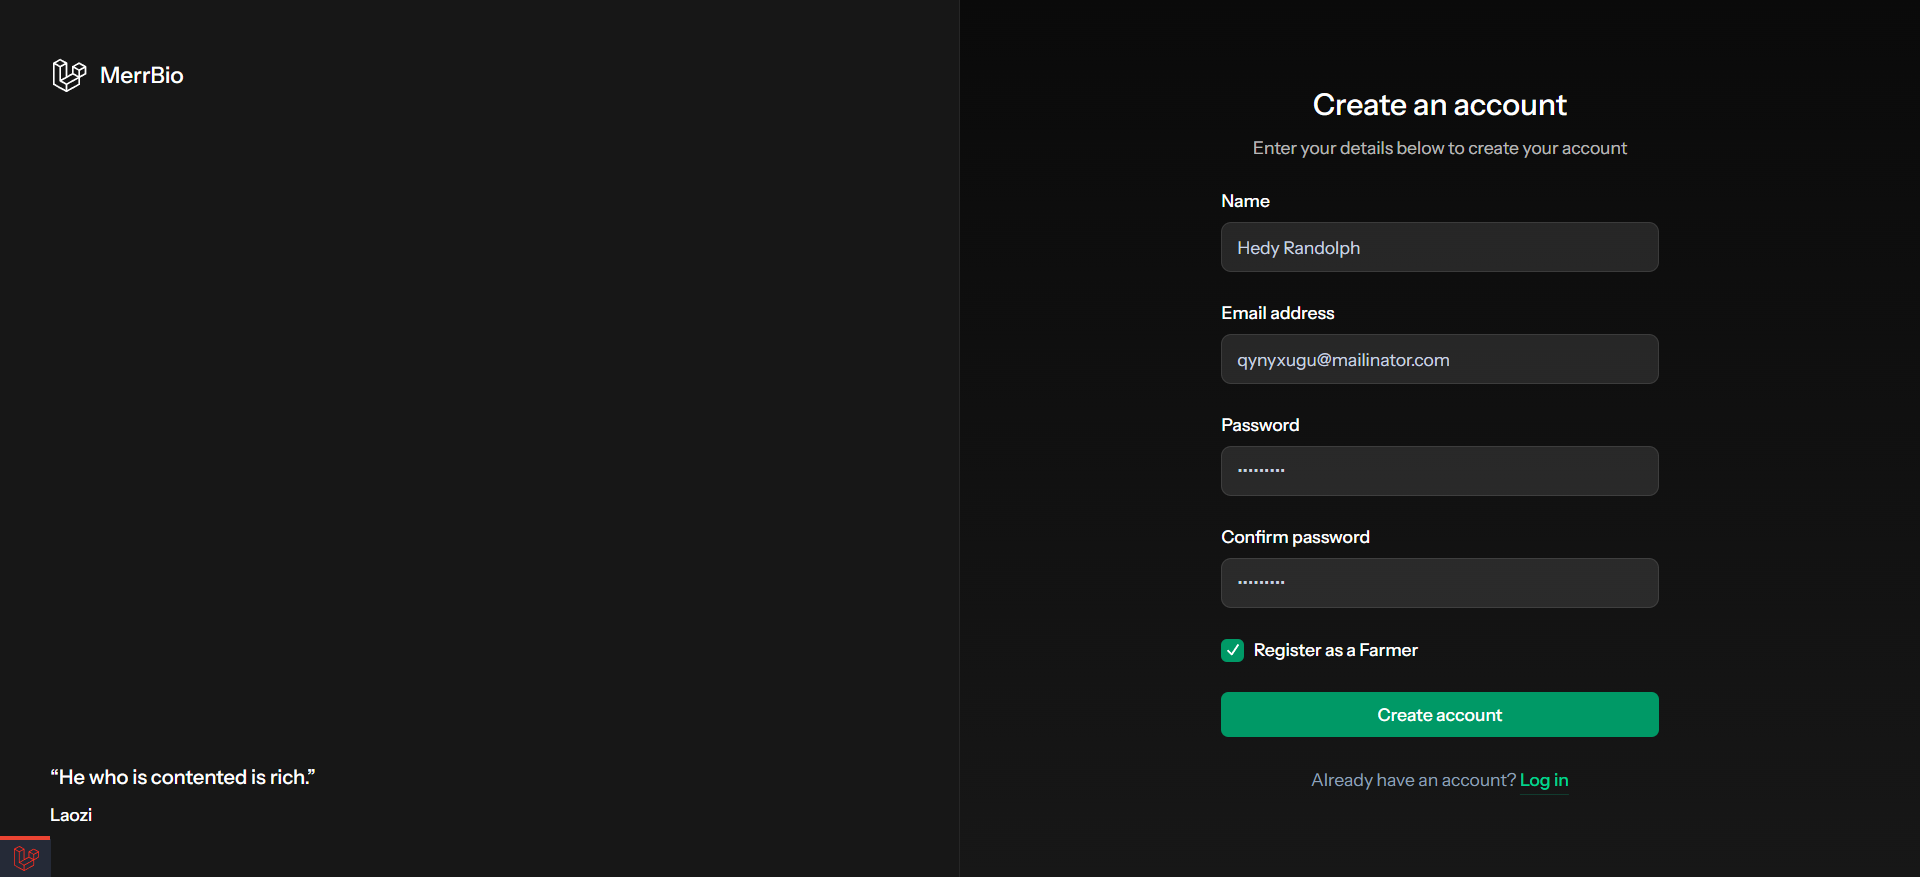 MerrBio
Create an account
Enter your details below to create your account
Name
Hedy Randolph
Email address
qynyxugu@mailinator.com
Password
•••••••••
Confirm password
•••••••••
Register as a Farmer
Create account
Already have an account? Log in
“He who is contented is rich.”
Laozi